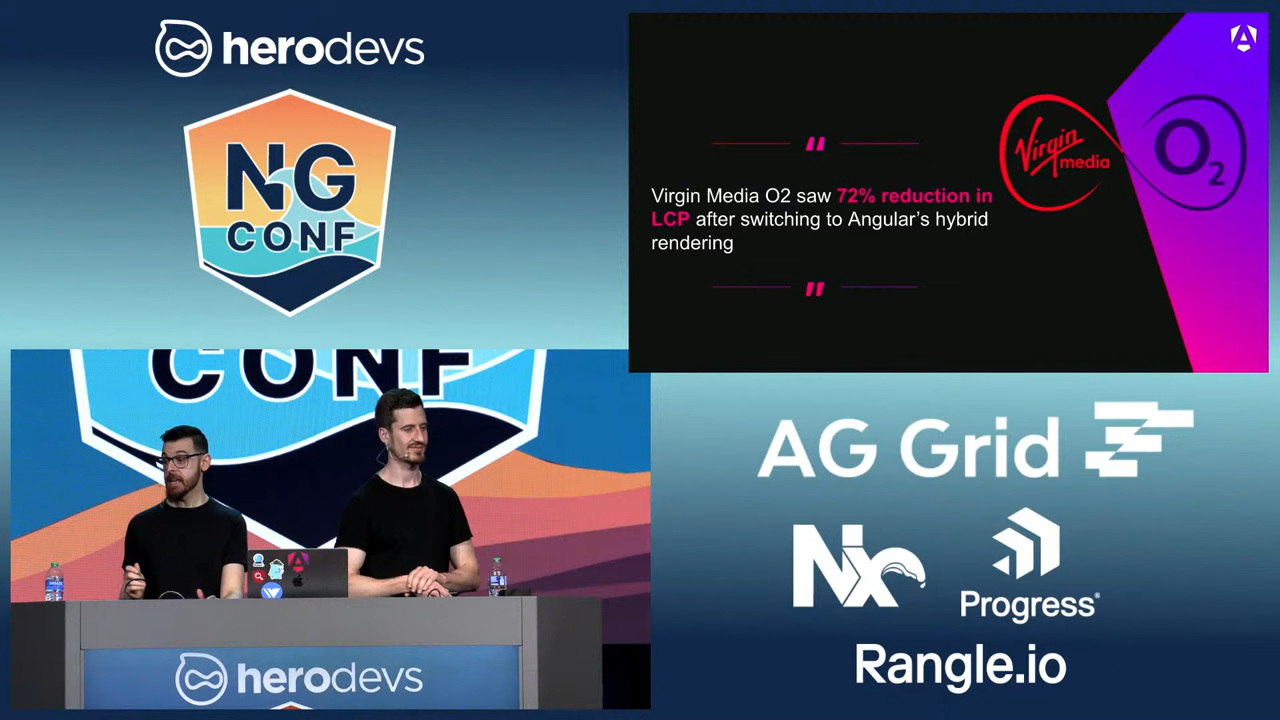 herodevs
NG
CONF
"
Virgin Media O2 saw 72% reduction in
LCP after switching to Angular's hybrid
rendering
"
Virgin
media
O2
CONF
herodevs
AG Grid
Nx
Progress®
Rangle.io